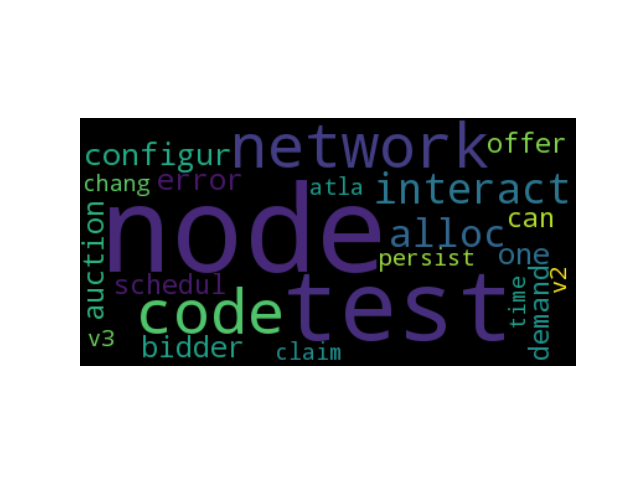 network
offer
configur
chang
error
atla
interact
node
auction
alloc
can
persist
one
schedul
test
code
time
demand
v2
v3
bidder
claim